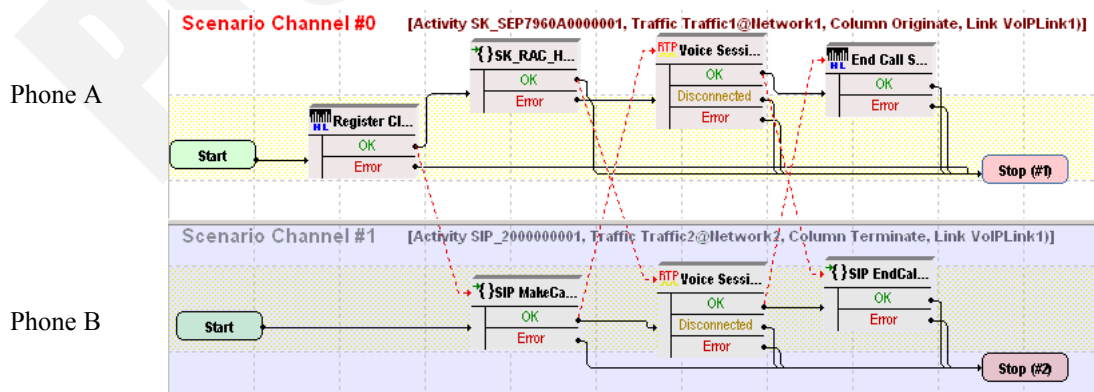 Scenario Channel #0 [Activity SK_SEP7960A0000001, Traffic Traffic1@Network1, Column Originate, Link VoIPLink1)]
Phone A
{}SK_RAC_H...
OK
Error
RTP Voice Sessi...
OK
Disconnected
Error
HL End Call S...
OK
Error
HL Register Cl...
OK
Error
Start
Stop (#1)
Scenario Channel #1 [Activity SIP_2000000001, Traffic Traffic2@Network2, Column Terminate, Link VoIPLink1)]
Phone B
{}SIP MakeCa...
OK
Error
RTP Voice Sessi...
OK
Disconnected
Error
{}SIP EndCal...
OK
Error
Start
Stop (#2)